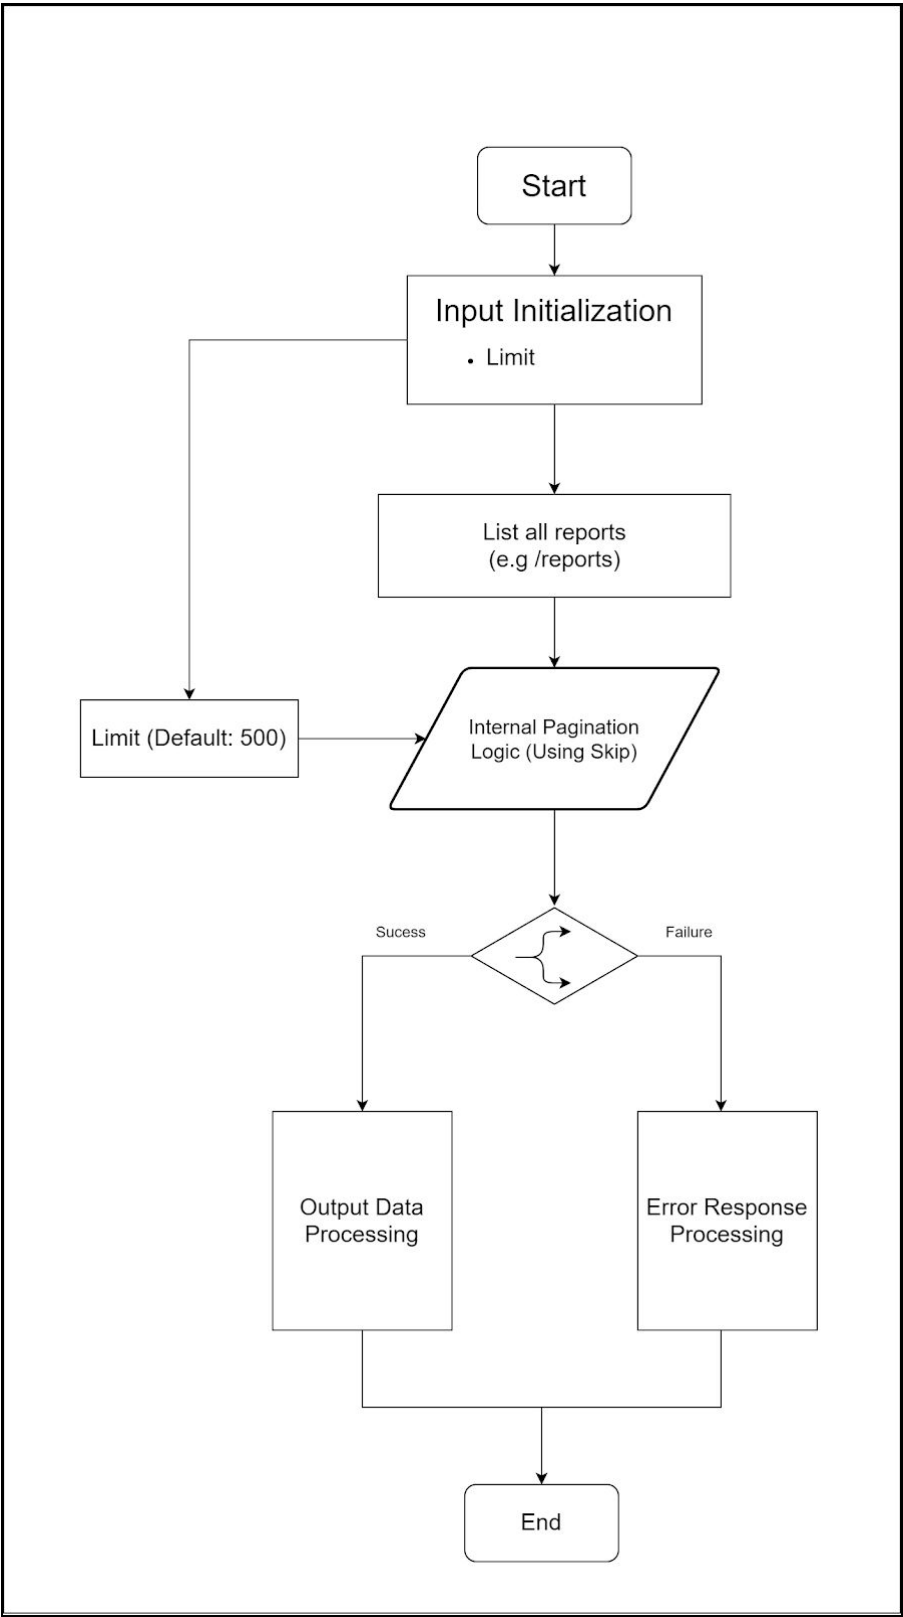 Start
Input Initialization
• Limit
List all reports
(e.g /reports)
Limit (Default: 500)
Internal Pagination
Logic (Using Skip)
Sucess
Failure
Output Data
Processing
Error Response
Processing
End